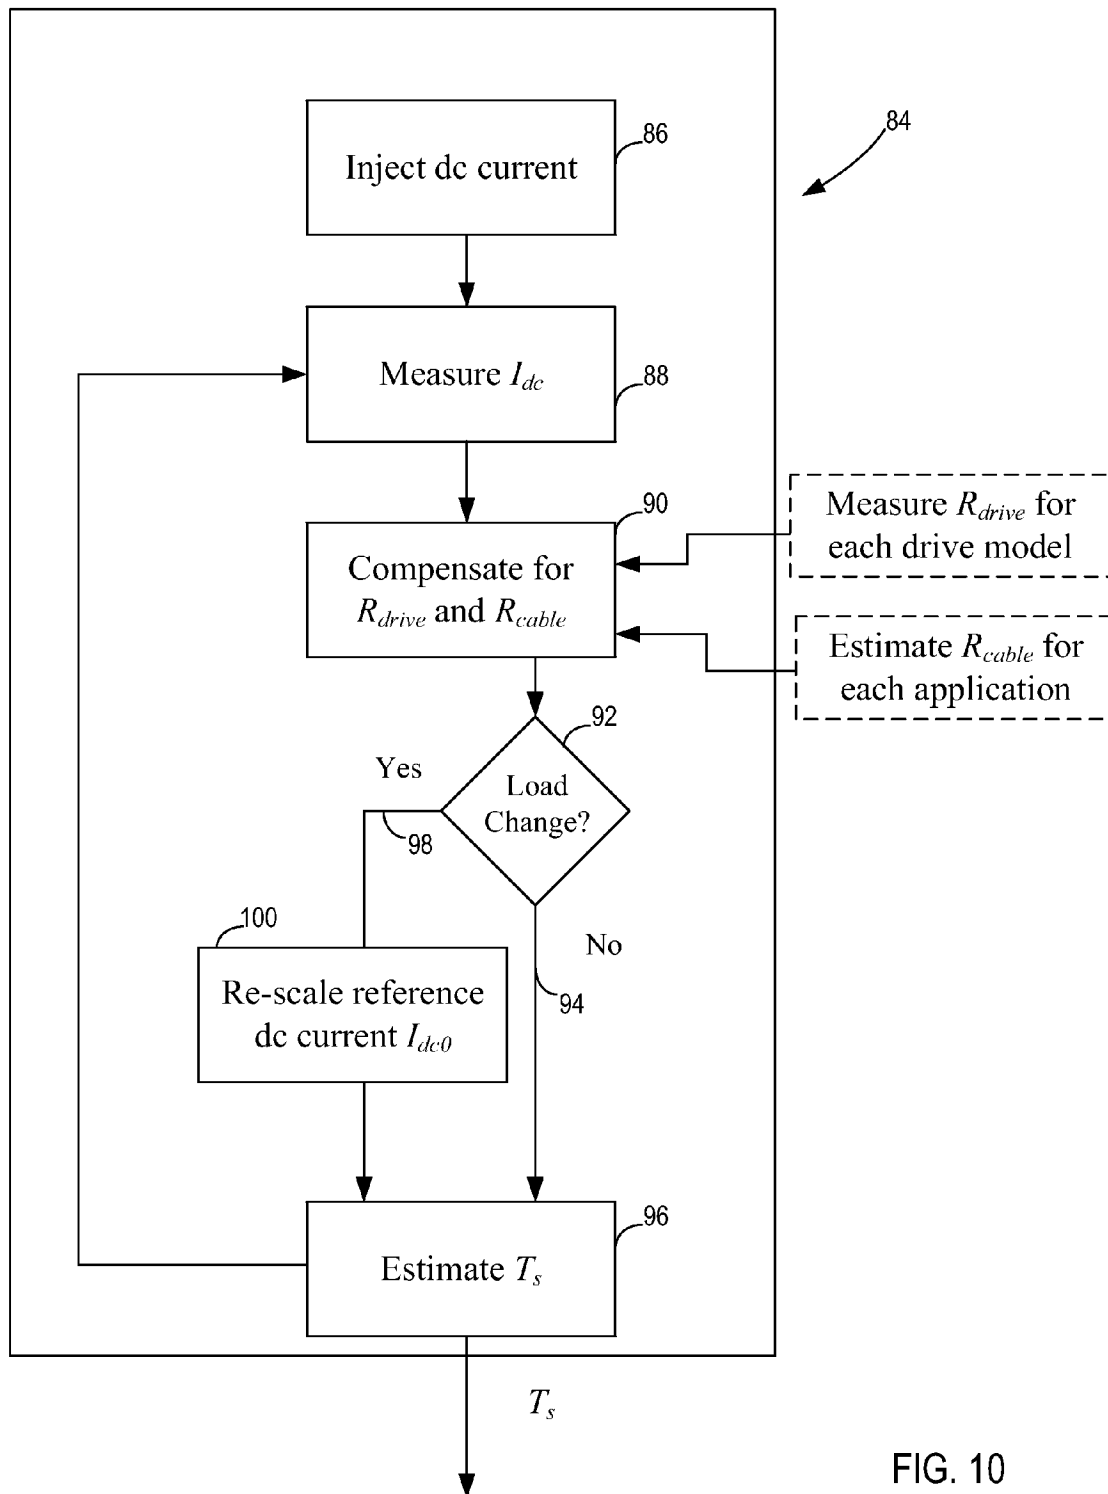 84
86
Inject dc current
Measure I_dc
88
90
Measure R_drive for
each drive model
Compensate for
R_drive and R_cable
Estimate R_cable for
each application
92
Yes
Load
Change?
98
100
No
94
Re-scale reference
dc current I_dc0
96
Estimate T_s
T_s
FIG. 10